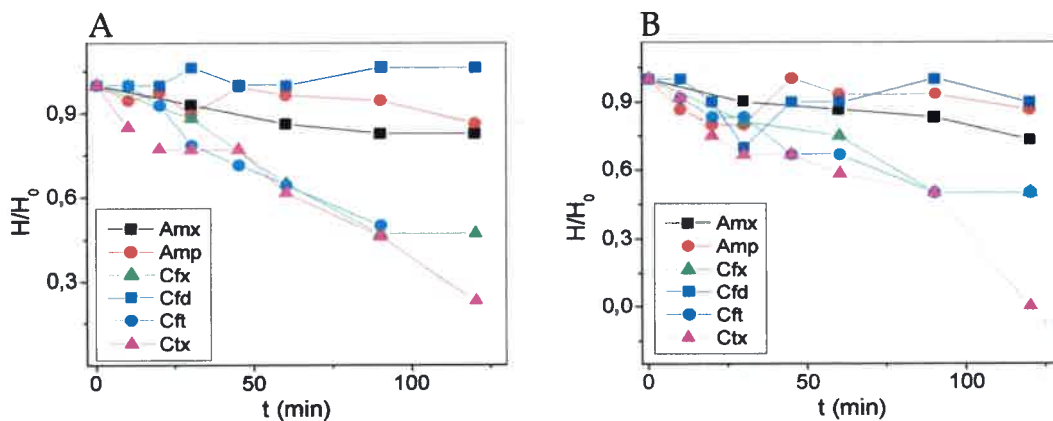 A
H/H₀
0,9
0,6
0,3
Amx
Amp
Cfx
Cfd
Cft
Ctx
0
50
100
t (min)
B
H/H₀
0,9
0,6
0,3
0,0
Amx
Amp
Cfx
Cfd
Cft
Ctx
0
50
100
t (min)